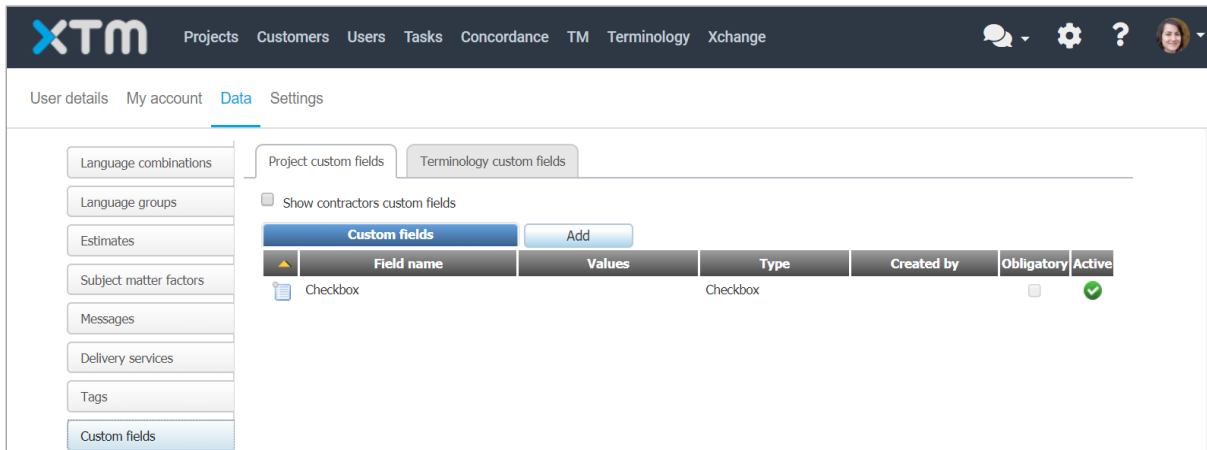 XTM Projects Customers Users Tasks Concordance TM Terminology Xchange ?
User details My account Data Settings
Language combinations
Language groups
Estimates
Subject matter factors
Messages
Delivery services
Tags
Custom fields
Project custom fields Terminology custom fields
Show contractors custom fields
Custom fields Add
Field name Values Type Created by Obligatory Active
Checkbox Checkbox